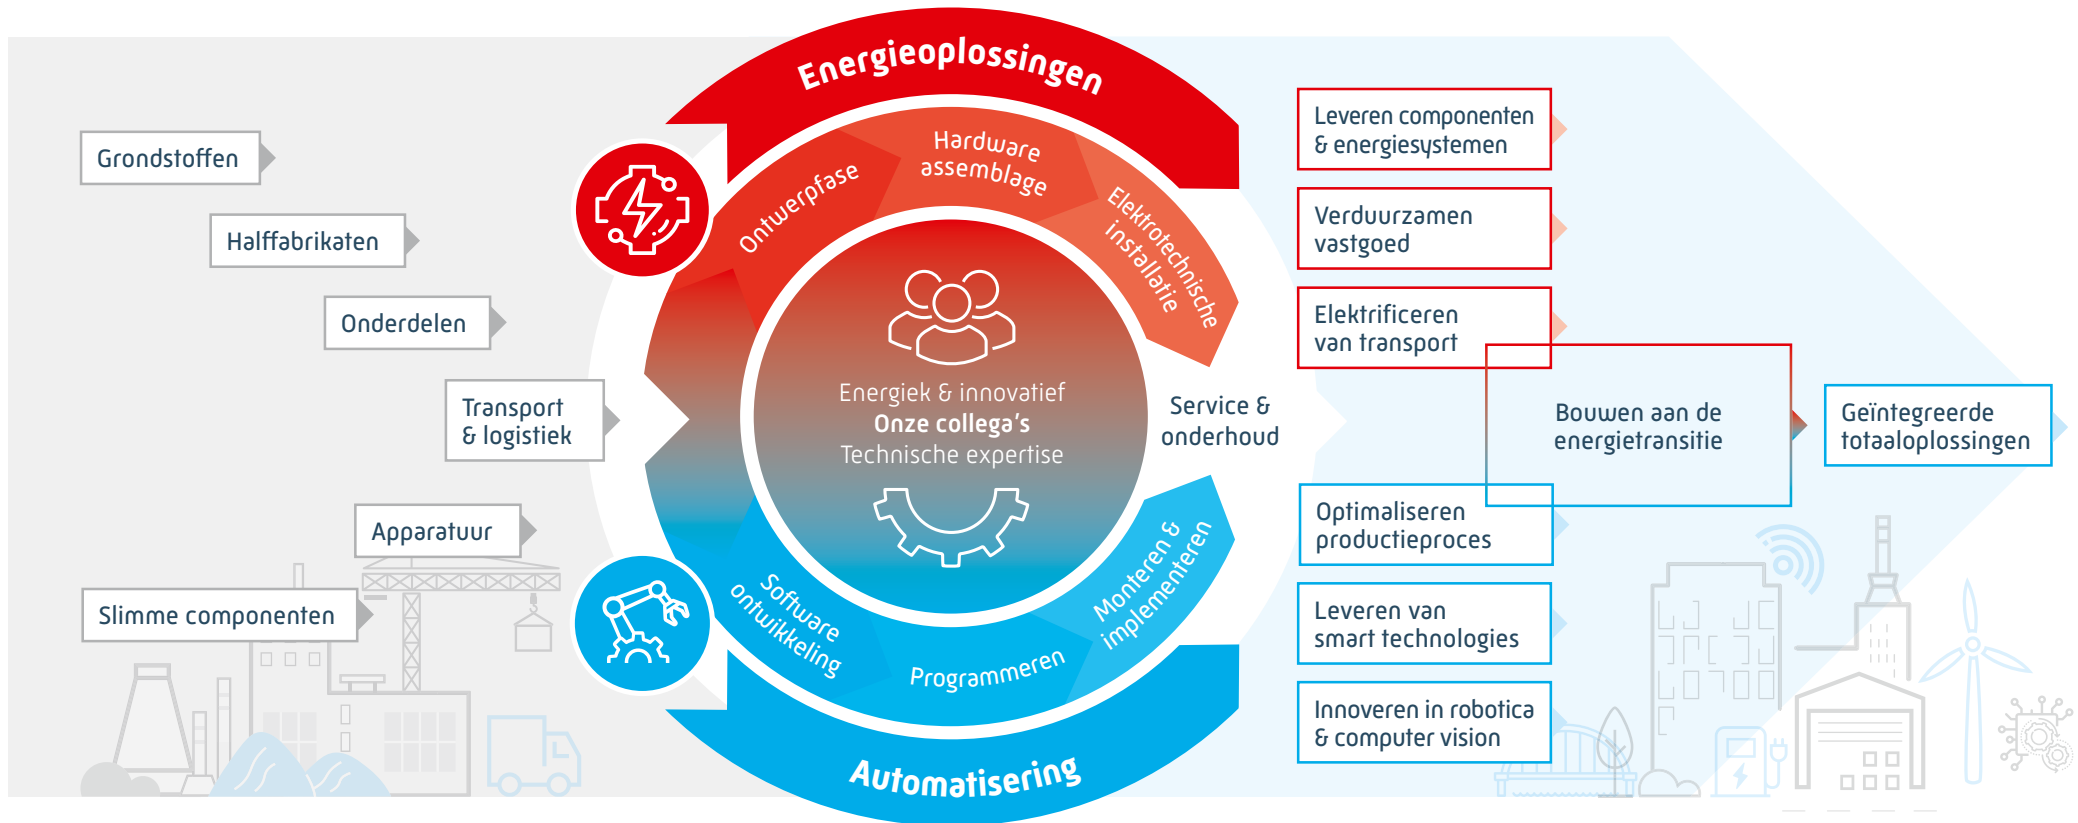 Grondstoffen
Halffabrikaten
Onderdelen
Transport
& logistiek
Apparatuur
Slimme componenten
Energieoplossingen
Ontwerpfase
Hardware
assemblage
Elektrotechnische
installatie
Energiek & innovatief
Onze collega's
Technische expertise
Service &
onderhoud
Software
ontwikkeling
Programmeren
Monteren &
implementeren
Automatisering
Leveren componenten
& energiesystemen
Verduurzamen
vastgoed
Elektrificeren
van transport
Bouwen aan de
energietransitie
Geïntegreerde
totaaloplossingen
Optimaliseren
productieproces
Leveren van
smart technologies
Innoveren in robotica
& computer vision